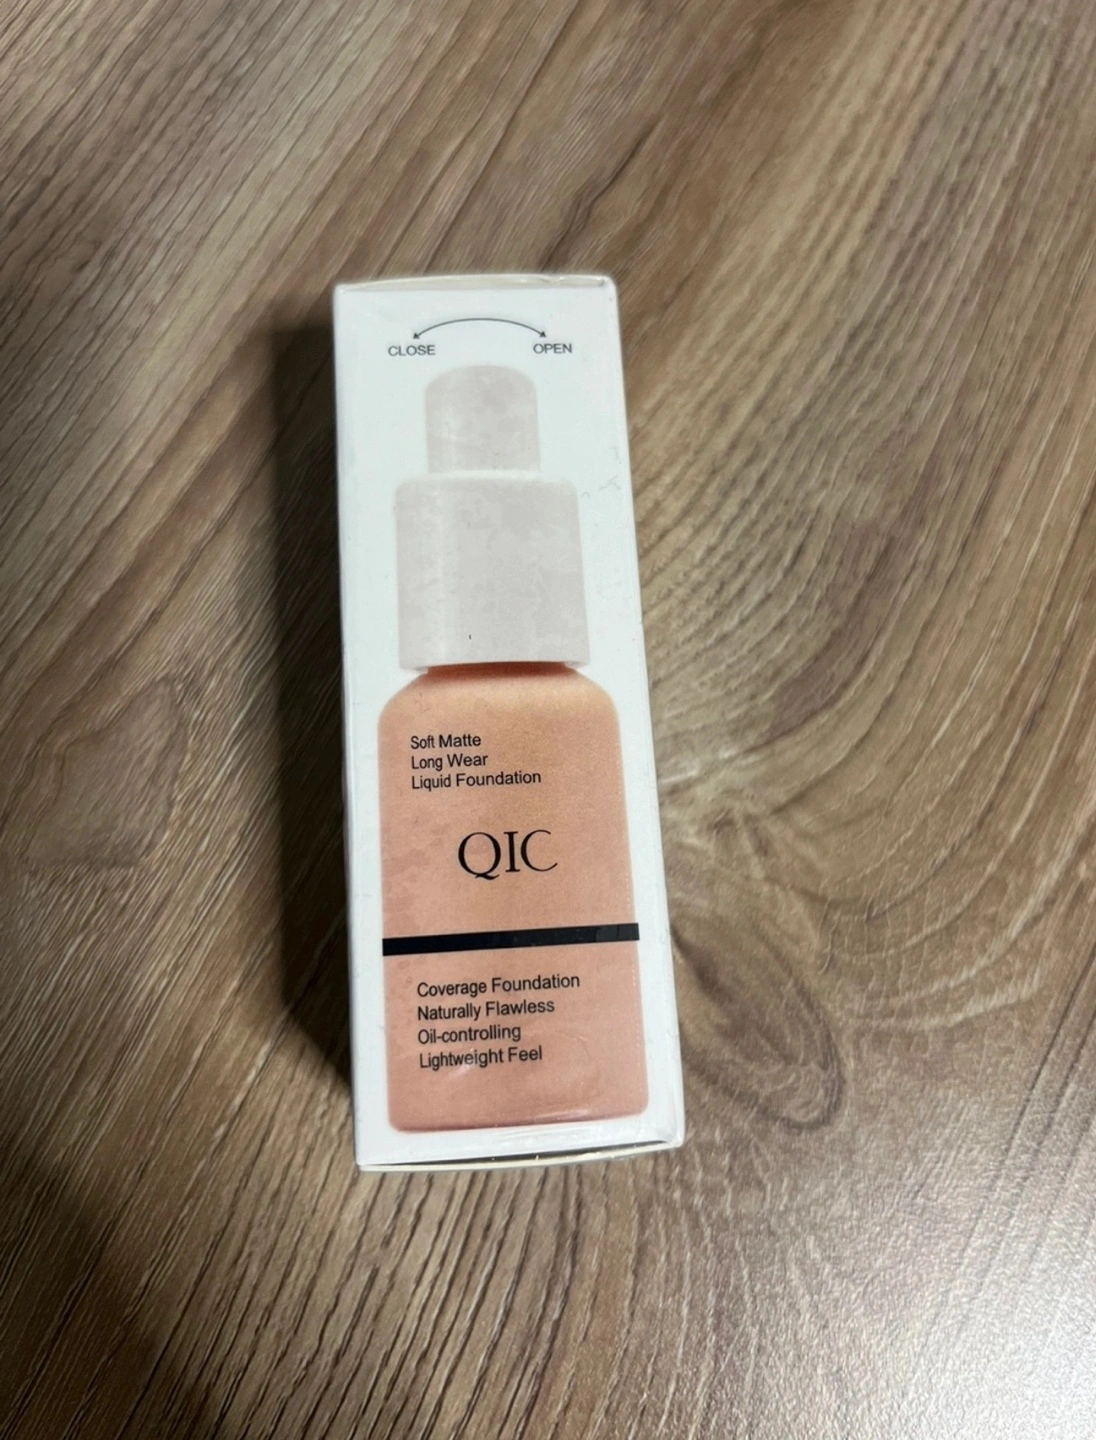 CLOSE OPEN
Soft Matte
Long Wear
Liquid Foundation
QIC
Coverage Foundation
Naturally Flawless
Oil-controlling
Lightweight Feel